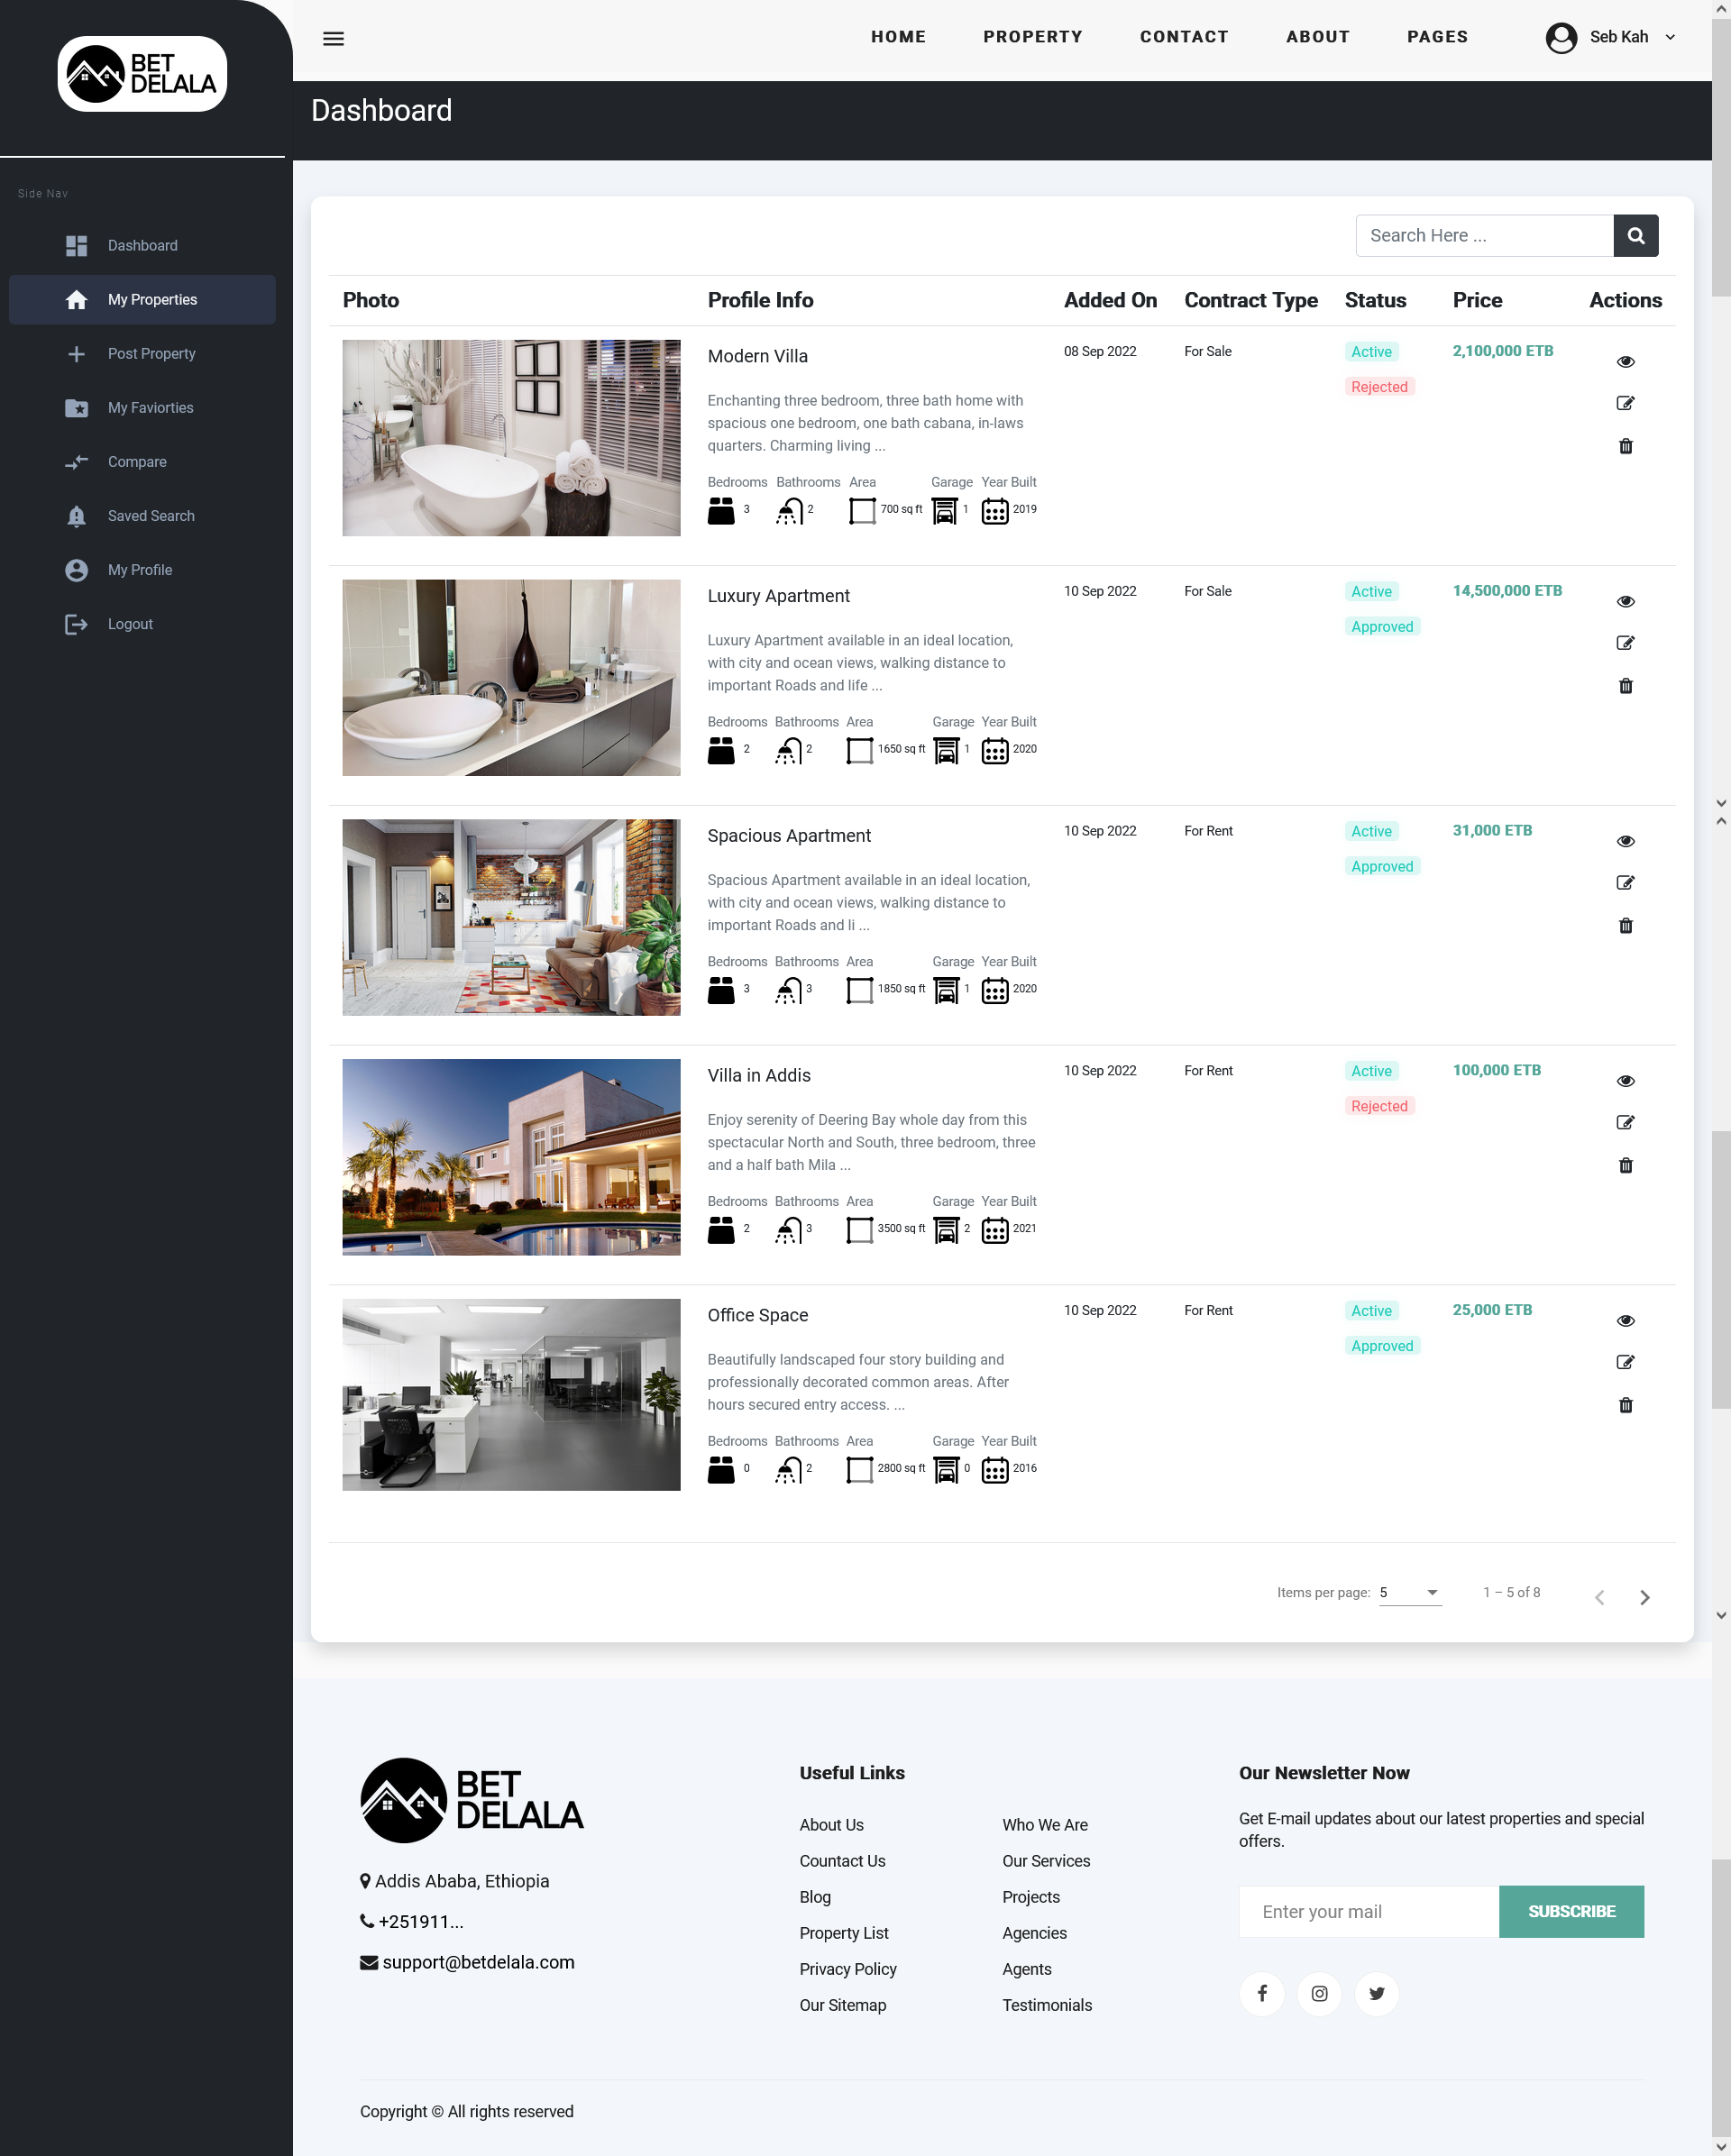 BET
DELALA
HOME PROPERTY CONTACT ABOUT PAGES Seb Kah
Dashboard
Side Nav
Dashboard
My Properties
Post Property
My Faviorties
Compare
Saved Search
My Profile
Logout
Search Here ...
Photo Profile Info Added On Contract Type Status Price Actions
Modern Villa 08 Sep 2022 For Sale Active 2,100,000 ETB
Rejected
Enchanting three bedroom, three bath home with
spacious one bedroom, one bath cabana, in-laws
quarters. Charming living ...
Bedrooms Bathrooms Area Garage Year Built
3 2 700 sq ft 1 2019
Luxury Apartment 10 Sep 2022 For Sale Active 14,500,000 ETB
Approved
Luxury Apartment available in an ideal location,
with city and ocean views, walking distance to
important Roads and life ...
Bedrooms Bathrooms Area Garage Year Built
2 2 1650 sq ft 1 2020
Spacious Apartment 10 Sep 2022 For Rent Active 31,000 ETB
Approved
Spacious Apartment available in an ideal location,
with city and ocean views, walking distance to
important Roads and li ...
Bedrooms Bathrooms Area Garage Year Built
3 3 1850 sq ft 1 2020
Villa in Addis 10 Sep 2022 For Rent Active 100,000 ETB
Rejected
Enjoy serenity of Deering Bay whole day from this
spectacular North and South, three bedroom, three
and a half bath Mila ...
Bedrooms Bathrooms Area Garage Year Built
2 3 3500 sq ft 2 2021
Office Space 10 Sep 2022 For Rent Active 25,000 ETB
Approved
Beautifully landscaped four story building and
professionally decorated common areas. After
hours secured entry access. ...
Bedrooms Bathrooms Area Garage Year Built
0 2 2800 sq ft 0 2016
Items per page: 5 1 – 5 of 8
BET
DELALA
Addis Ababa, Ethiopia
+251911...
support@betdelala.com
Useful Links
About Us
Countact Us
Blog
Property List
Privacy Policy
Our Sitemap
Who We Are
Our Services
Projects
Agencies
Agents
Testimonials
Our Newsletter Now
Get E-mail updates about our latest properties and special
offers.
Enter your mail SUBSCRIBE
Copyright © All rights reserved